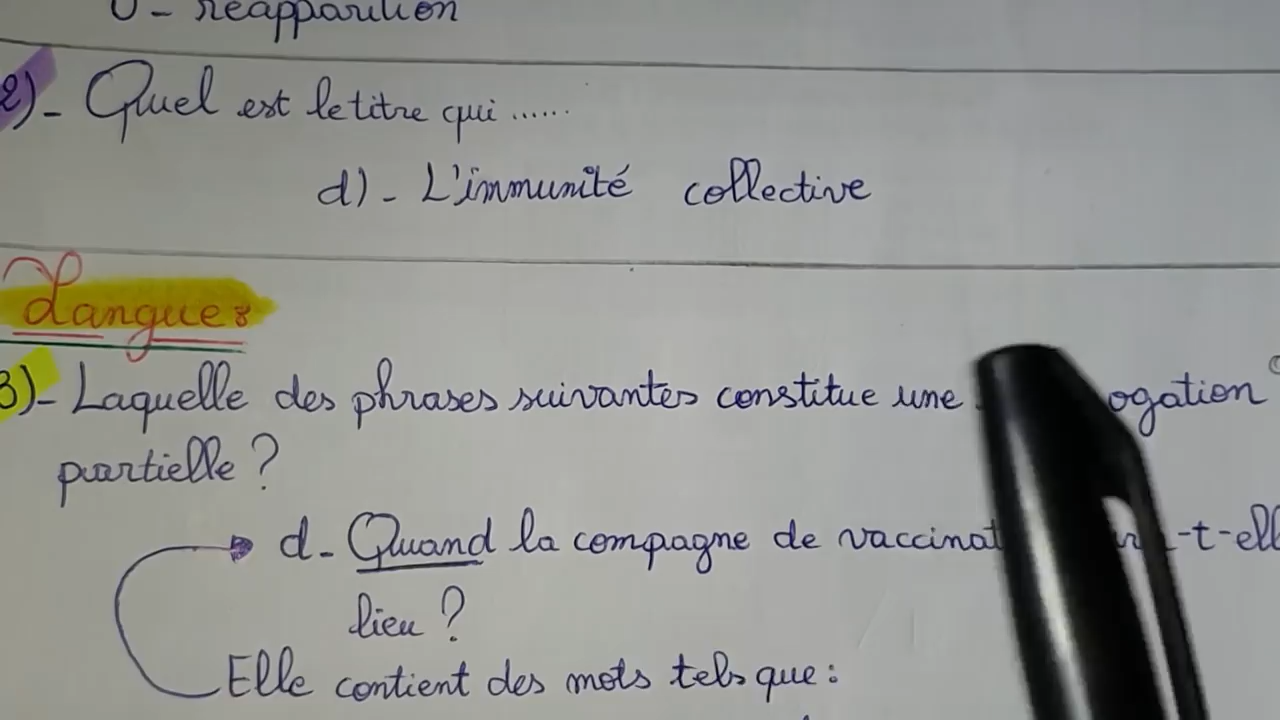 - réapparition
2)- Quel est le titre qui ......
d)- L'immunité collective
Langue :
3)- Laquelle des phrases suivantes constitue une ogation
partielle ?
d- Quand la compagne de vaccinat -t-ell
lieu ?
Elle contient des mots tels que :